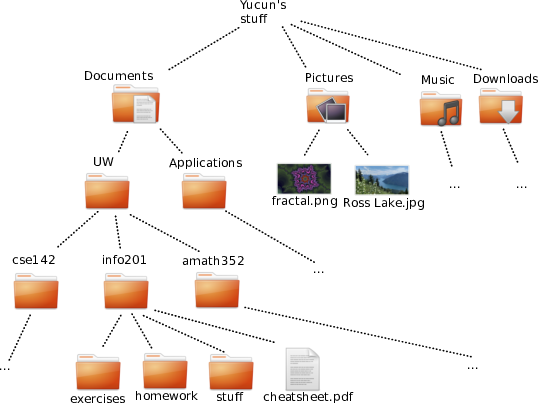 Yucun's
stuff
Documents
Pictures
Music
Downloads
UW
Applications
fractal.png
Ross Lake.jpg
...
...
cse142
info201
amath352
...
...
...
exercises
homework
stuff
cheatsheet.pdf